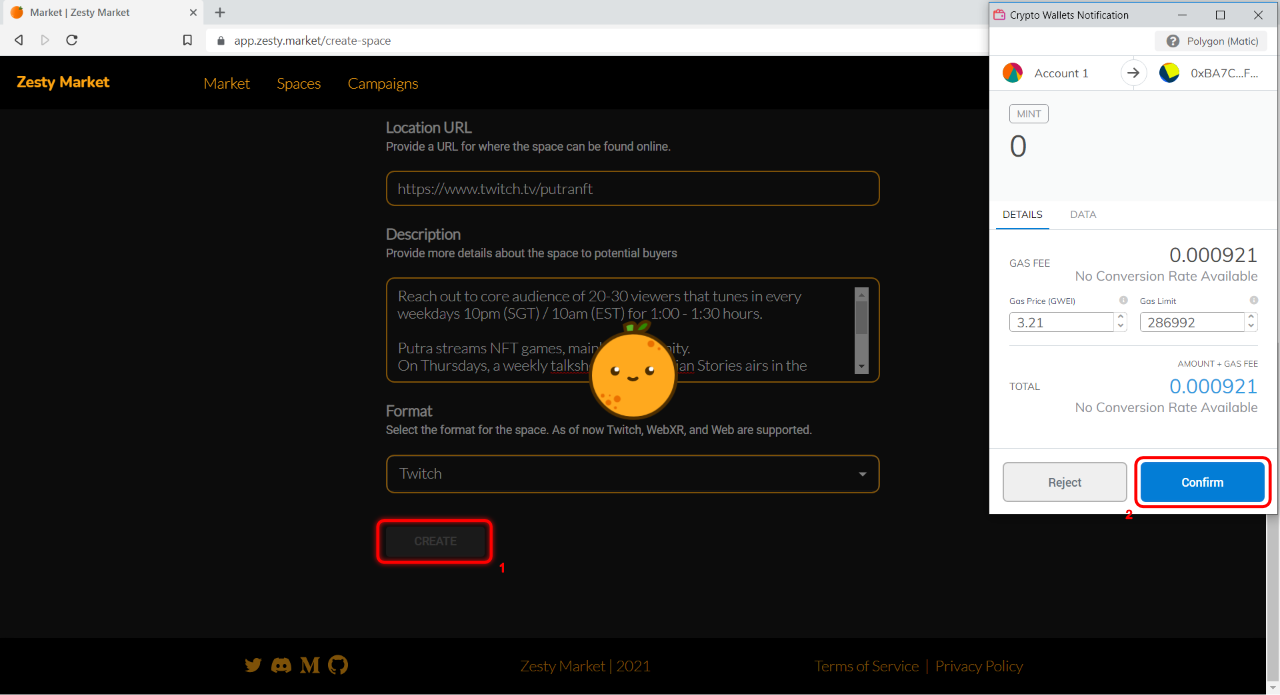 Market | Zesty Market
app.zesty.market/create-space
Zesty Market
Market
Spaces
Campaigns
Location URL
Provide a URL for where the space can be found online.
https://www.twitch.tv/putranft
Description
Provide more details about the space to potential buyers
Reach out to core audience of 20-30 viewers that tunes in every
weekdays 10pm (SGT) / 10am (EST) for 1:00 - 1:30 hours.
Putra streams NFT games, main
On Thursdays, a weekly Stories airs in the
Format
Select the format for the space. As of now Twitch, WebXR, and Web are supported.
Twitch
CREATE
1
Zesty Market | 2021
Terms of Service | Privacy Policy
Crypto Wallets Notification
Polygon (Matic)
Account 1
0xBA7C...F...
MINT
0
DETAILS
DATA
GAS FEE
0.000921
No Conversion Rate Available
Gas Price (GWEI)
Gas Limit
3.21
286992
AMOUNT + GAS FEE
TOTAL
0.000921
No Conversion Rate Available
Reject
Confirm
2